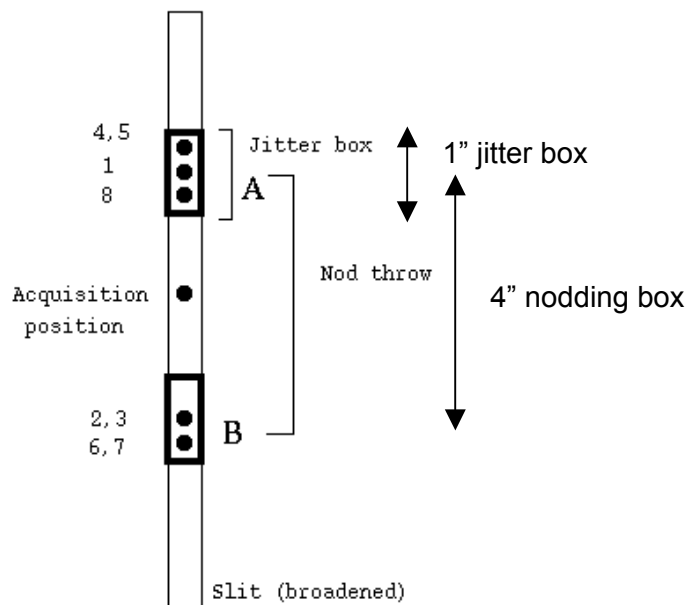 4,5
1
8
Jitter box
A
1” jitter box
Nod throw
4” nodding box
Acquisition
position
2,3
6,7
B
Slit (broadened)